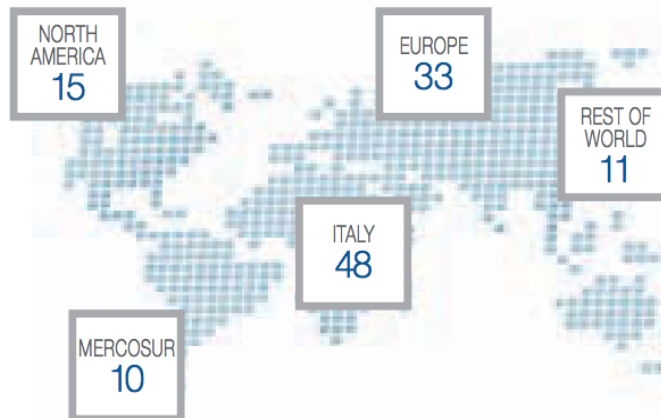 NORTH
AMERICA
15
EUROPE
33
REST OF
WORLD
11
ITALY
48
MERCOSUR
10